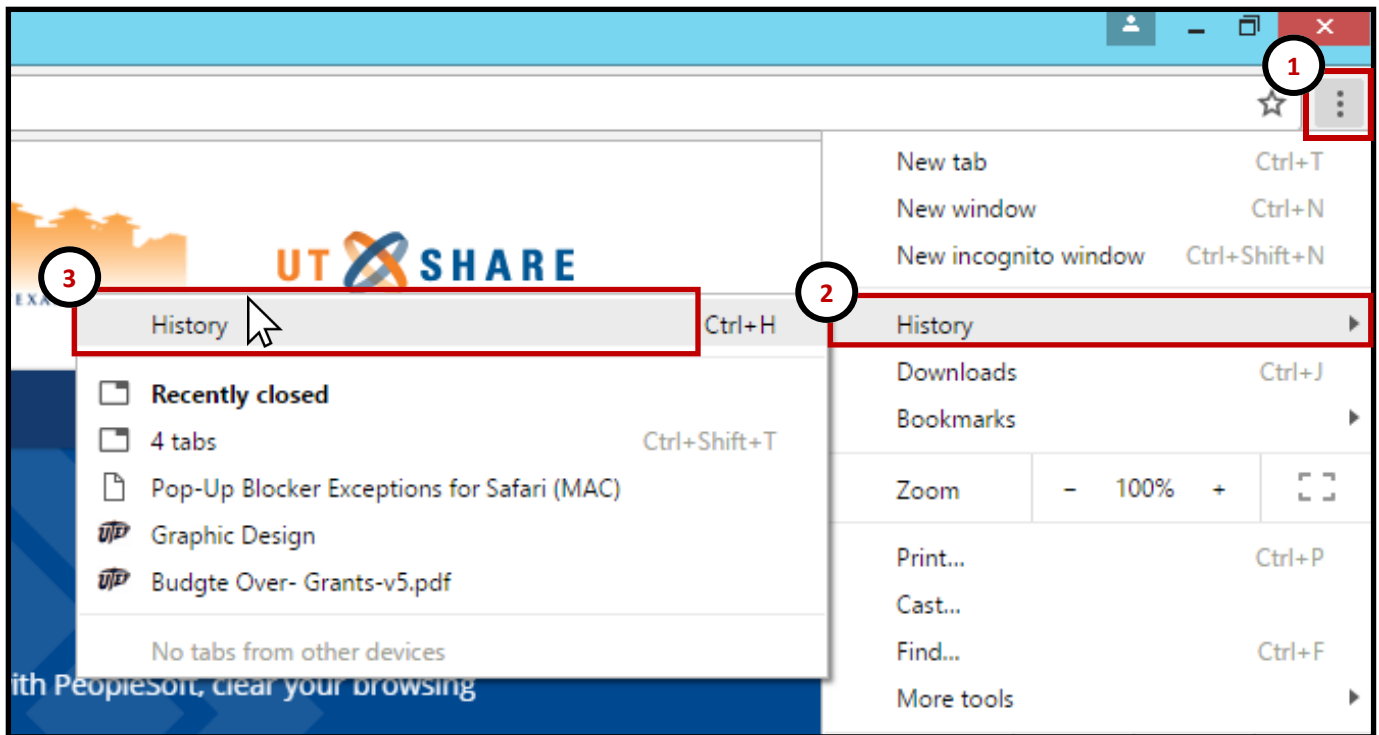 1
New tab Ctrl+T
New window Ctrl+N
New incognito window Ctrl+Shift+N
UT SHARE
3
2
History Ctrl+H
History
Recently closed
4 tabs Ctrl+Shift+T
Pop-Up Blocker Exceptions for Safari (MAC)
UTEP Graphic Design
UTEP Budgte Over- Grants-v5.pdf
No tabs from other devices
Downloads Ctrl+J
Bookmarks
Zoom - 100% +
Print... Ctrl+P
Cast...
Find... Ctrl+F
More tools
with PeopleSoft, clear your browsing